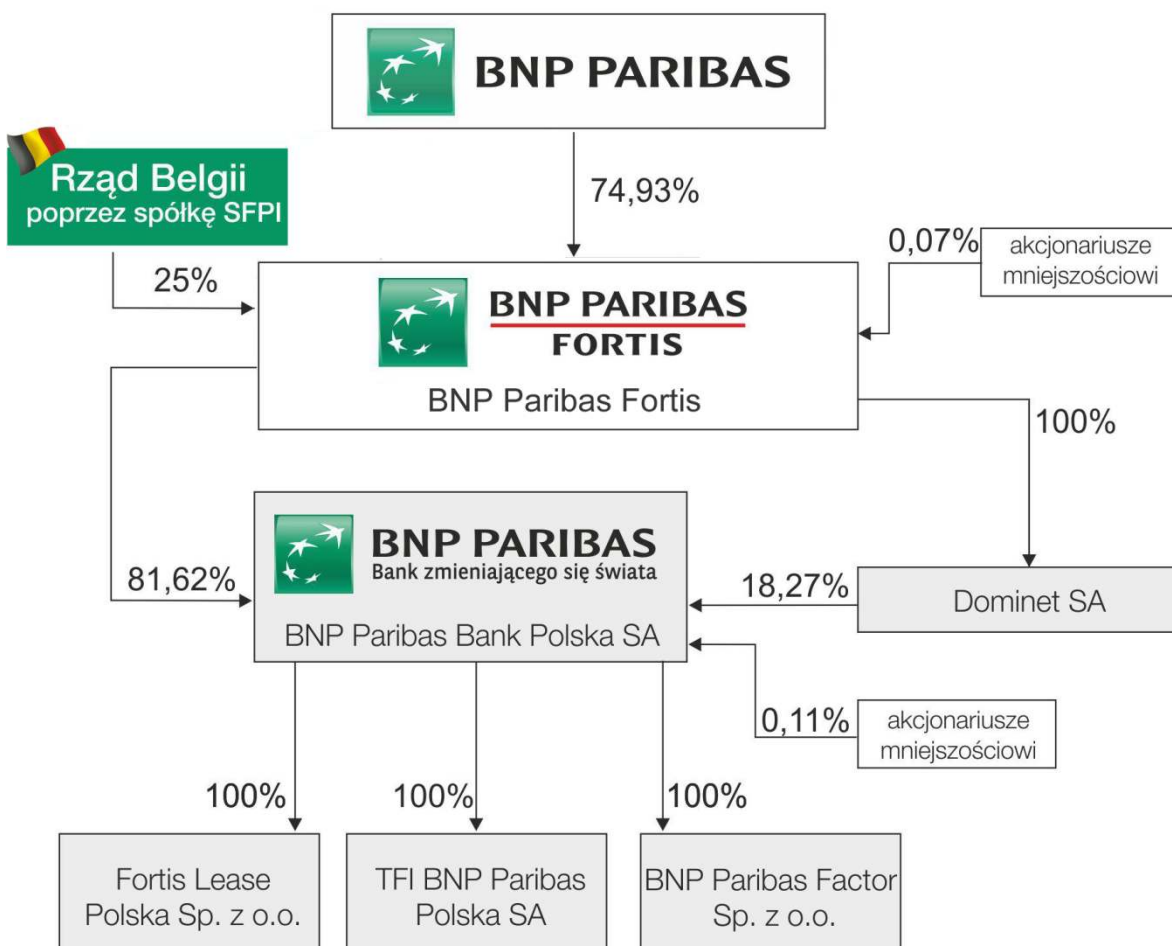 BNP PARIBAS
Rząd Belgii
poprzez spółkę SFPI
74,93%
0,07%
akcjonariusze
mniejszościowi
25%
BNP PARIBAS
FORTIS
BNP Paribas Fortis
100%
BNP PARIBAS
Bank zmieniającego się świata
81,62%
18,27%
Dominet SA
BNP Paribas Bank Polska SA
0,11%
akcjonariusze
mniejszościowi
100%
100%
100%
Fortis Lease
Polska Sp. z o.o.
TFI BNP Paribas
Polska SA
BNP Paribas Factor
Sp. z o.o.